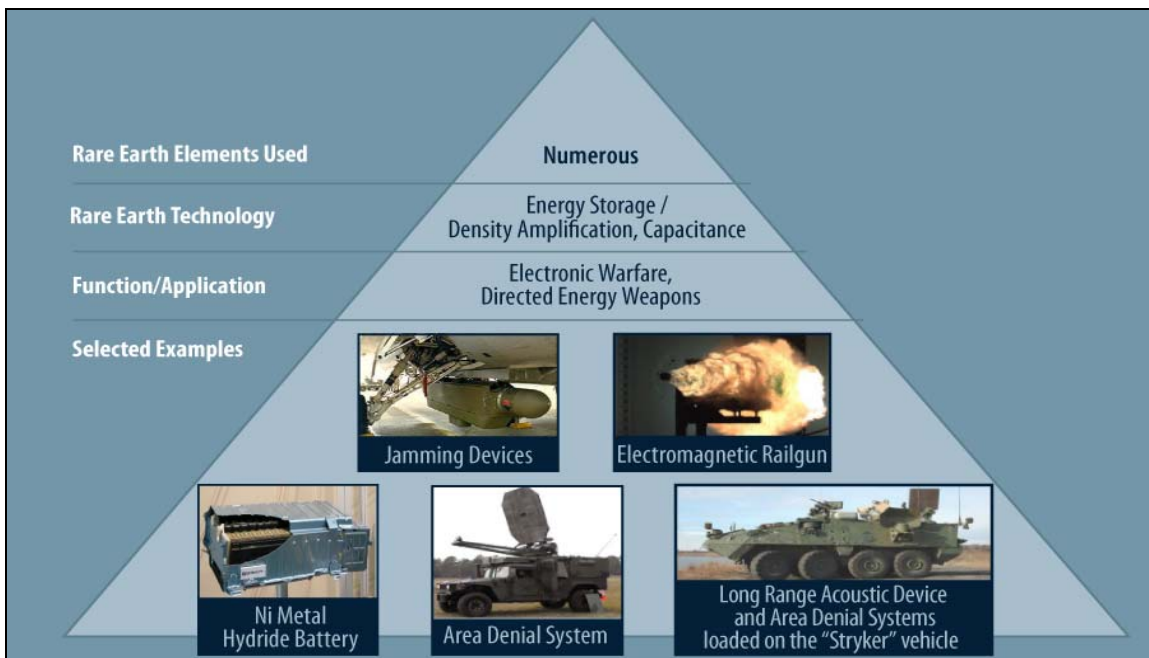 Rare Earth Elements Used
Numerous
Rare Earth Technology
Energy Storage /
Density Amplification, Capacitance
Function/Application
Electronic Warfare,
Directed Energy Weapons
Selected Examples
Jamming Devices
Electromagnetic Railgun
Ni Metal
Hydride Battery
Area Denial System
Long Range Acoustic Device
and Area Denial Systems
loaded on the “Stryker” vehicle